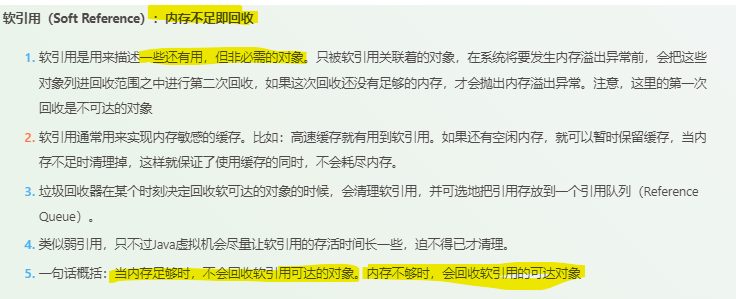 软引用（Soft Reference）：内存不足即回收
1. 软引用是用来描述一些还有用，但非必需的对象。只被软引用关联着的对象，在系统将要发生内存溢出异常前，会把这些
对象列进回收范围之中进行第二次回收，如果这次回收还没有足够的内存，才会抛出内存溢出异常。注意，这里的第一次
回收是不可达的对象
2. 软引用通常用来实现内存敏感的缓存。比如：高速缓存就有用到软引用。如果还有空闲内存，就可以暂时保留缓存，当内
存不足时清理掉，这样就保证了使用缓存的同时，不会耗尽内存。
3. 垃圾回收器在某个时刻决定回收软可达的对象的时候，会清理软引用，并可选地把引用存放到一个引用队列（Reference
Queue）。
4. 类似弱引用，只不过Java虚拟机会尽量让软引用的存活时间长一些，迫不得已才清理。
5. 一句话概括：当内存足够时，不会回收软引用可达的对象。内存不够时，会回收软引用的可达对象